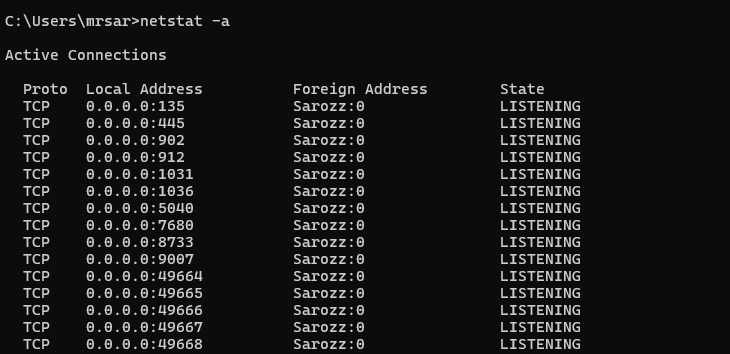 C:\Users\mrsar>netstat -a
Active Connections
Proto  Local Address          Foreign Address        State
TCP    0.0.0.0:135            Sarozz:0               LISTENING
TCP    0.0.0.0:445            Sarozz:0               LISTENING
TCP    0.0.0.0:902            Sarozz:0               LISTENING
TCP    0.0.0.0:912            Sarozz:0               LISTENING
TCP    0.0.0.0:1031           Sarozz:0               LISTENING
TCP    0.0.0.0:1036           Sarozz:0               LISTENING
TCP    0.0.0.0:5040           Sarozz:0               LISTENING
TCP    0.0.0.0:7680           Sarozz:0               LISTENING
TCP    0.0.0.0:8733           Sarozz:0               LISTENING
TCP    0.0.0.0:9007           Sarozz:0               LISTENING
TCP    0.0.0.0:49664          Sarozz:0               LISTENING
TCP    0.0.0.0:49665          Sarozz:0               LISTENING
TCP    0.0.0.0:49666          Sarozz:0               LISTENING
TCP    0.0.0.0:49667          Sarozz:0               LISTENING
TCP    0.0.0.0:49668          Sarozz:0               LISTENING